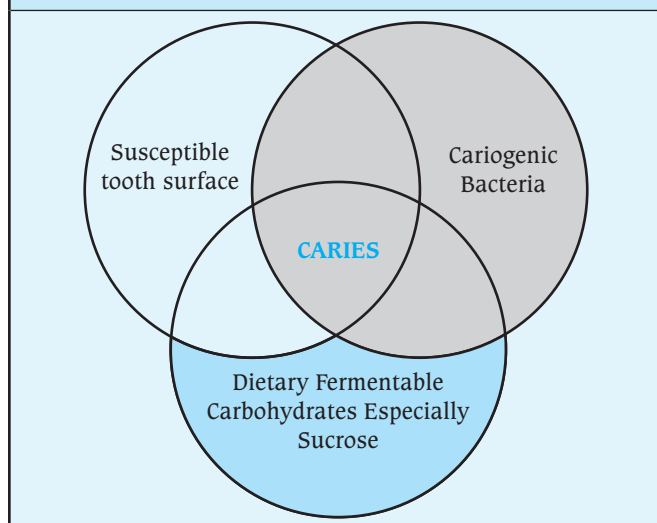 Susceptible
tooth surface
Cariogenic
Bacteria
CARIES
Dietary Fermentable
Carbohydrates Especially
Sucrose